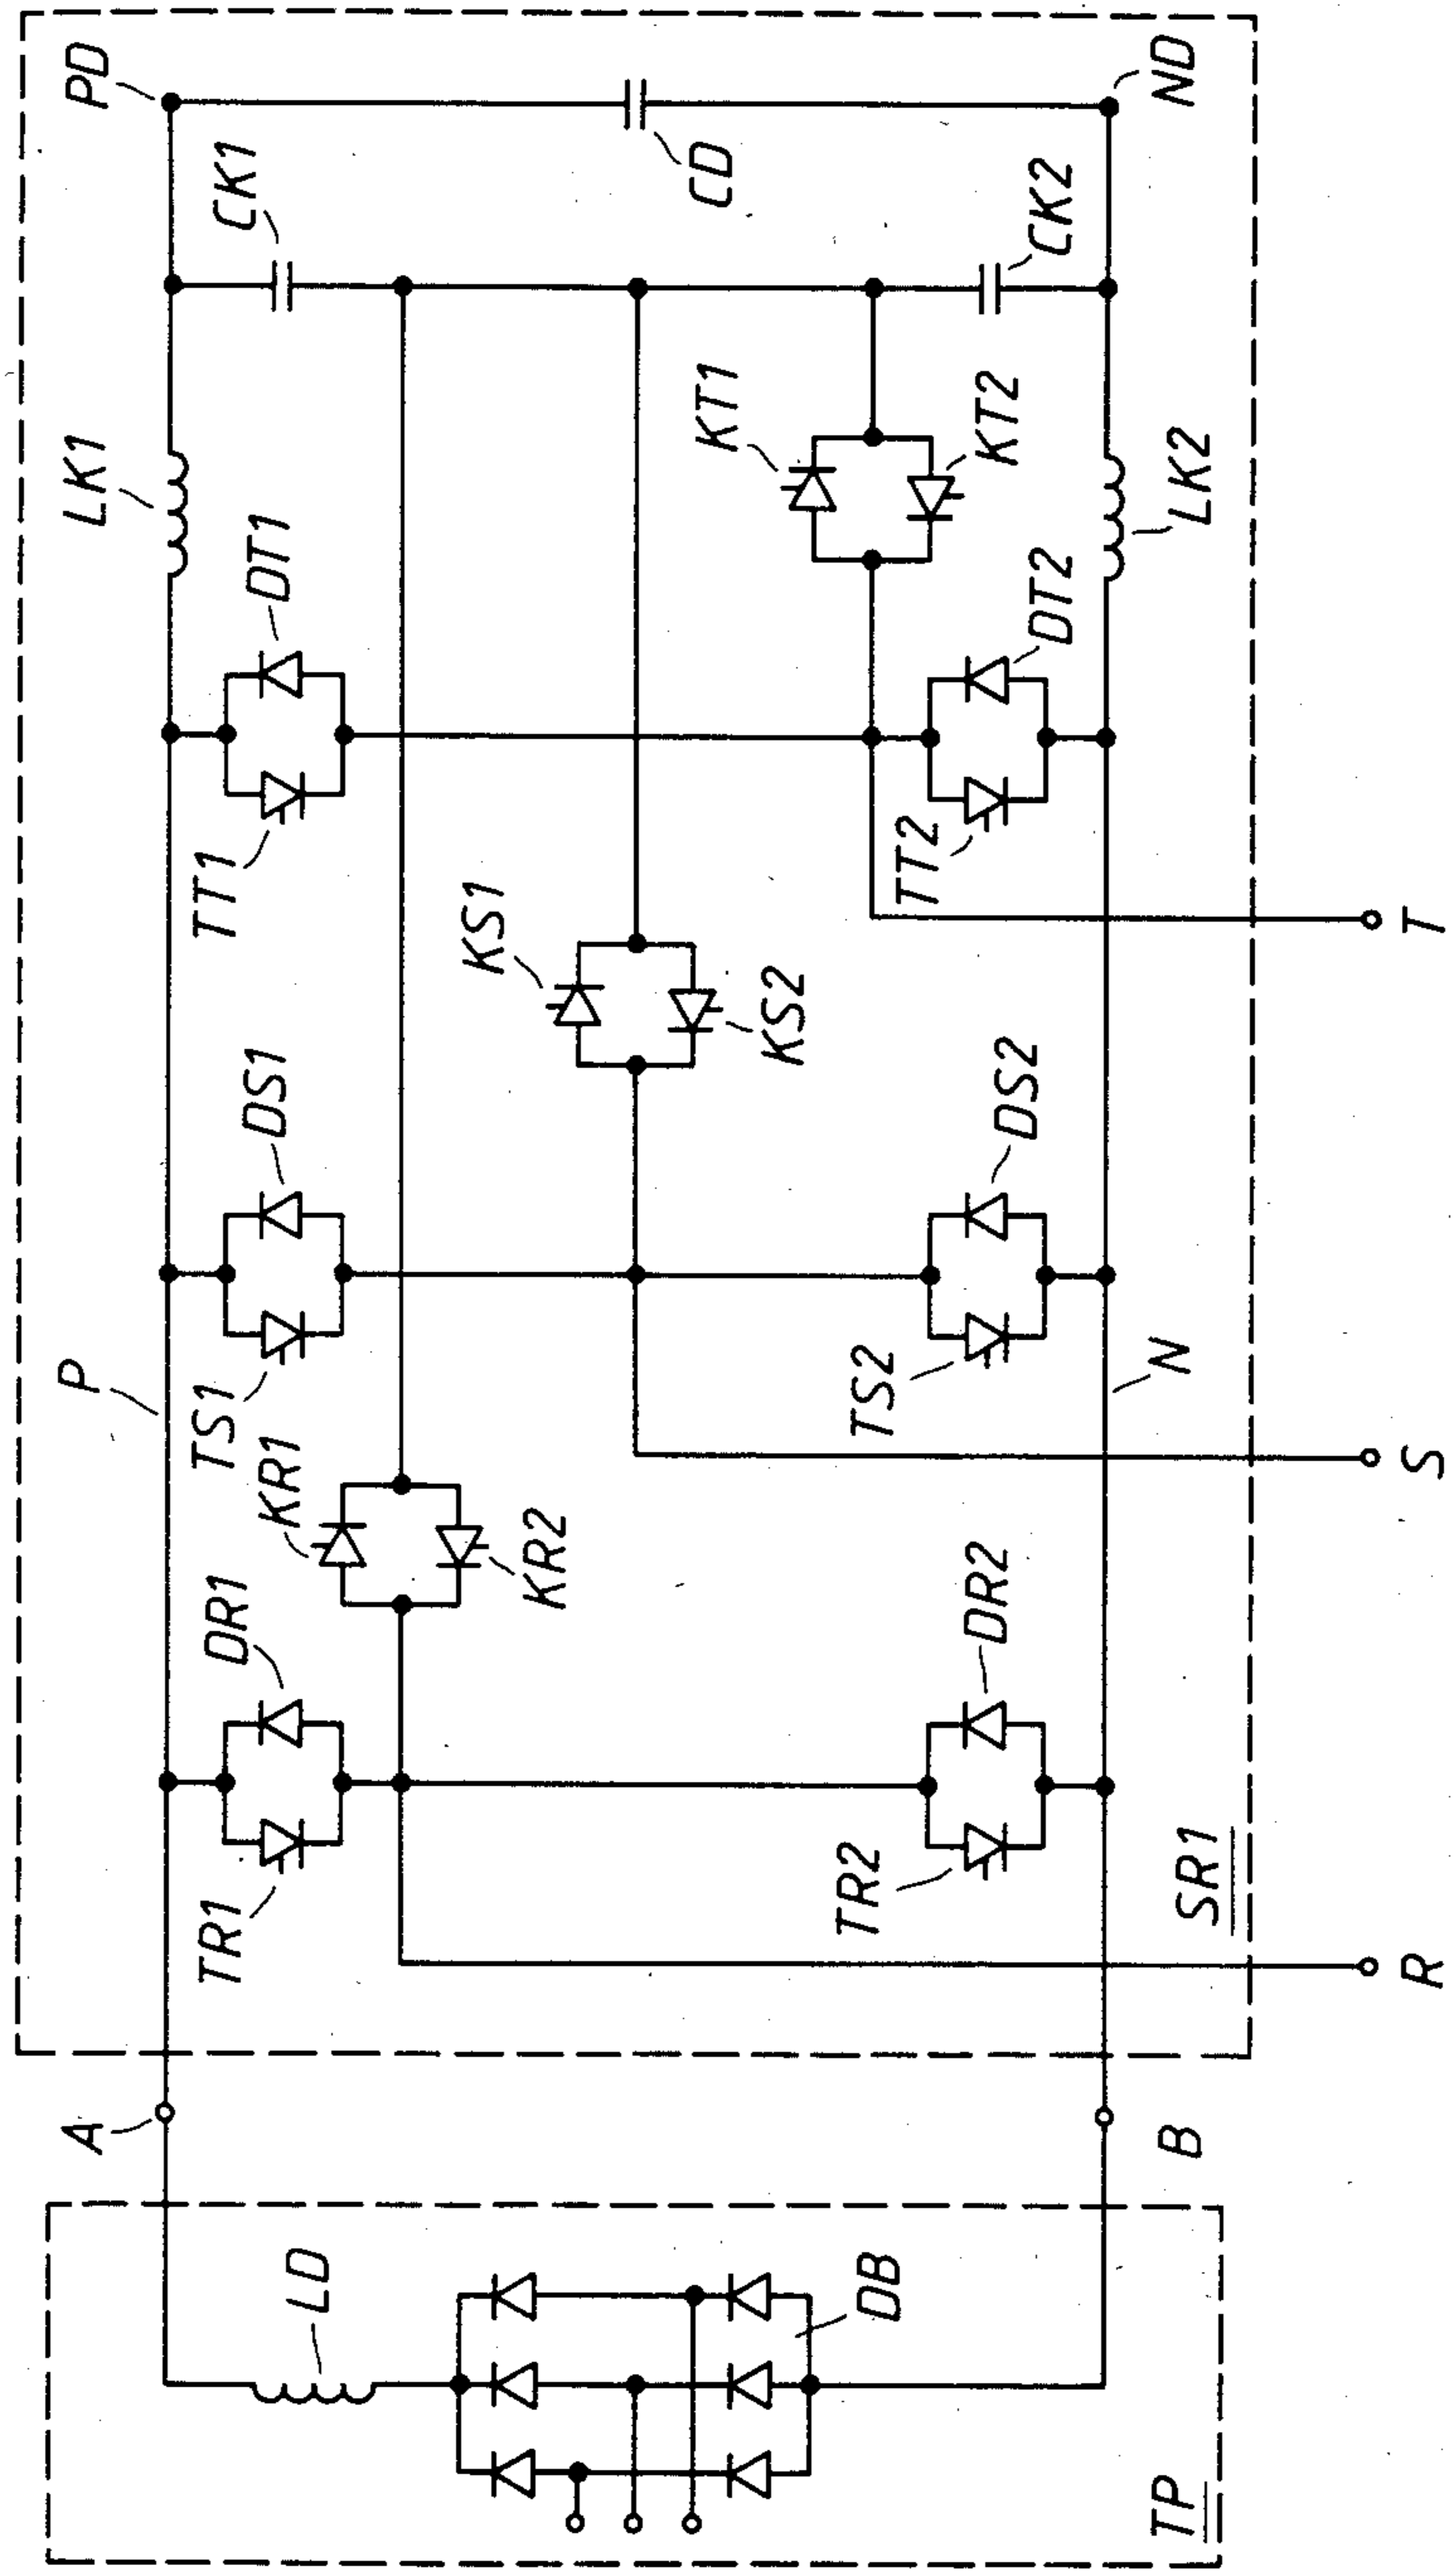 PD
CK1
CD
CK2
ND
LK1
DT1
KT1
KT2
LK2
TT1
DT2
TT2
T
KS1
KS2
DS1
DS2
P
TS1
TS2
N
S
KR1
KR2
DR1
DR2
TR1
TR2
SR1
R
A
B
LD
DB
TP